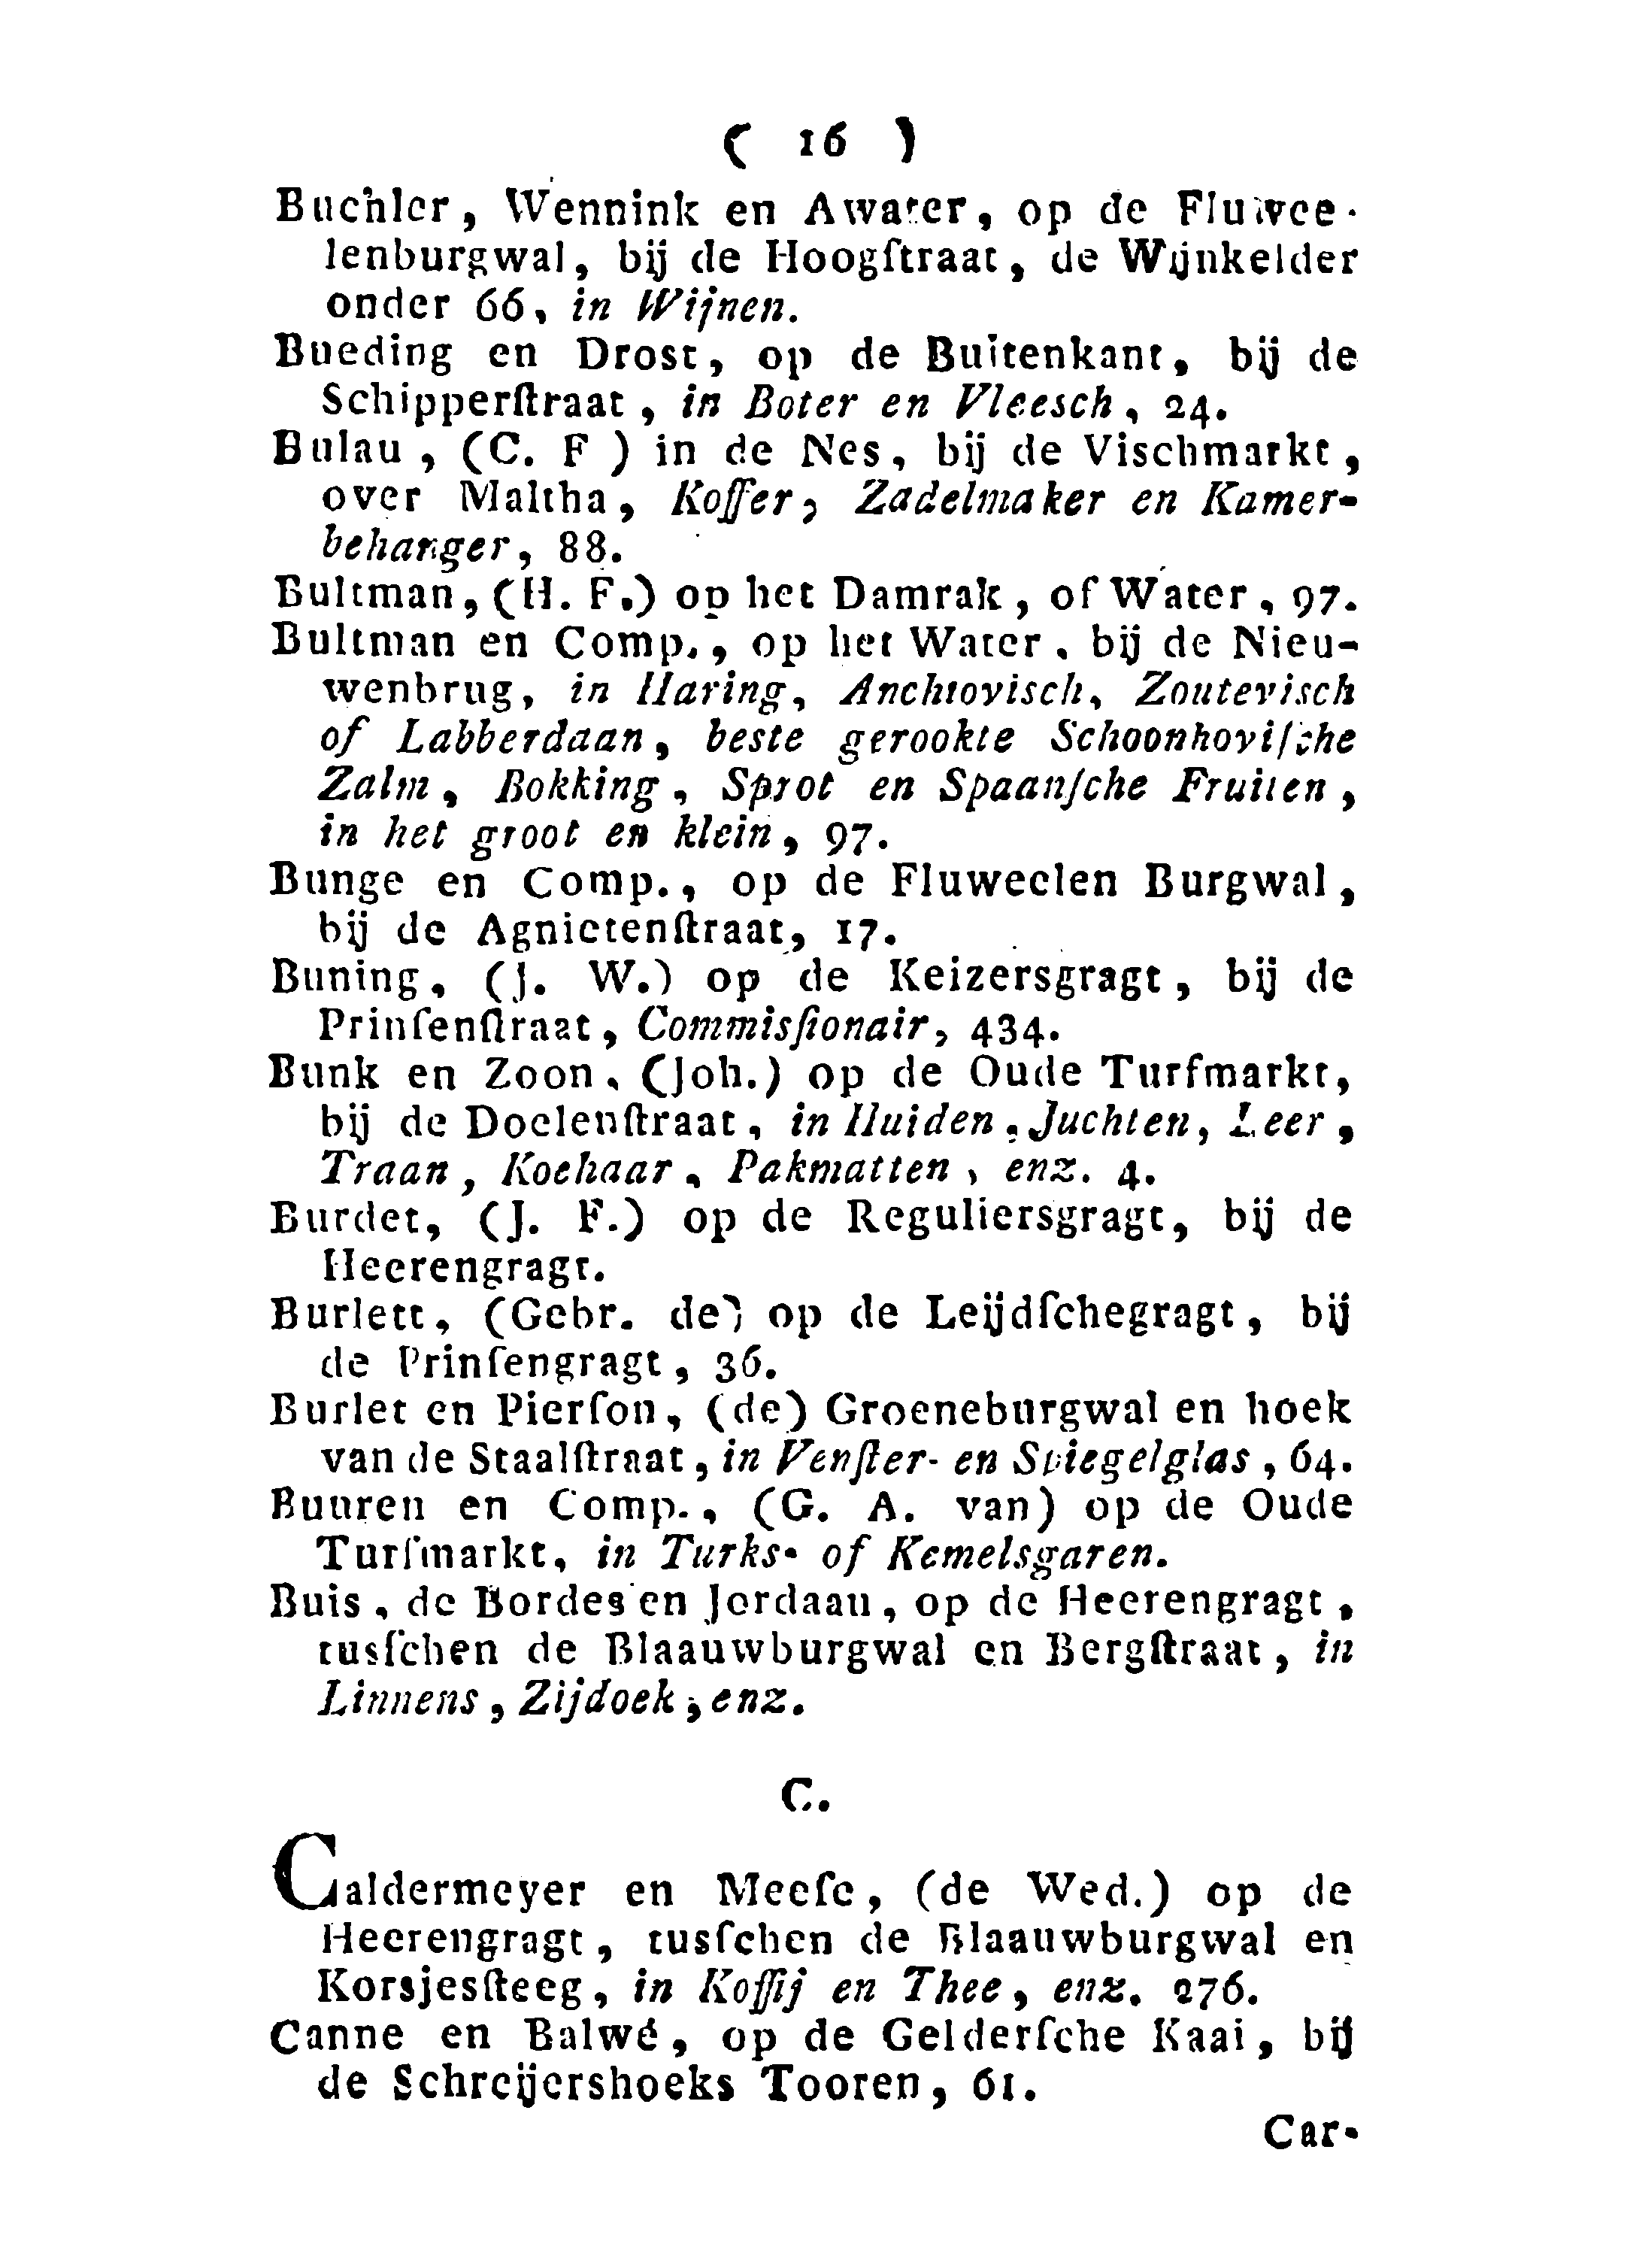 ( 16 )
Buchler, Wennink en Awater, op de Fluwee-
lenburgwal, bij de Hoogſtraat, de Wijnkelder
onder 66, in Wijnen.
Bueding en Drost, op de Buitenkant, bij de
Schipperſtraat, in Boter en Vleesch, 24.
Bulau, (C. F ) in de Nes, bij de Vischmarkt,
over Maltha, Koffer, Zadelmaker en Kamer-
behanger, 88.
Bultman, (H. F.) op het Damrak, of Water, 97.
Bultman en Comp., op het Water, bij de Nieu-
wenbrug, in Haring, Anchiovisch, Zoutevisch
of Labberdaan, beste gerookte Schoonhoviſche
Zalm, Bokking, Sprot en Spaanſche Fruiten,
in het groot en klein, 97.
Bunge en Comp., op de Fluweelen Burgwal,
bij de Agnietenſtraat, 17.
Buning, (J. W.) op de Keizersgragt, bij de
Prinſenſtraat, Commisſionair, 434.
Bunk en Zoon, (Joh.) op de Oude Turfmarkt,
bij de Doelenſtraat, in Huiden, Juchten, Leer,
Traan, Koehaar, Pakmatten, enz. 4.
Burdet, (J. F.) op de Reguliersgragt, bij de
Heerengragt.
Burlett, (Gebr. de) op de Leijdſchegragt, bij
de Prinſengragt, 36.
Burlet en Pierſon, (de) Groeneburgwal en hoek
van de Staalſtraat, in Venſter- en Spiegelglas, 64.
Buuren en Comp., (G. A. van) op de Oude
Turfmarkt, in Turks- of Kemelsgaren.
Buis, de Bordes en Jordaan, op de Heerengragt,
tusſchen de Blaauwburgwal en Bergſtraat, in
Linnens, Zijdoek, enz.
C.
Caldermeyer en Meeſe, (de Wed.) op de
Heerengragt, tusſchen de Blaauwburgwal en
Korsjesſteeg, in Koffij en Thee, enz. 276.
Canne en Balwé, op de Gelderſche Kaai, bij
de Schreijershoeks Tooren, 61.
Car-